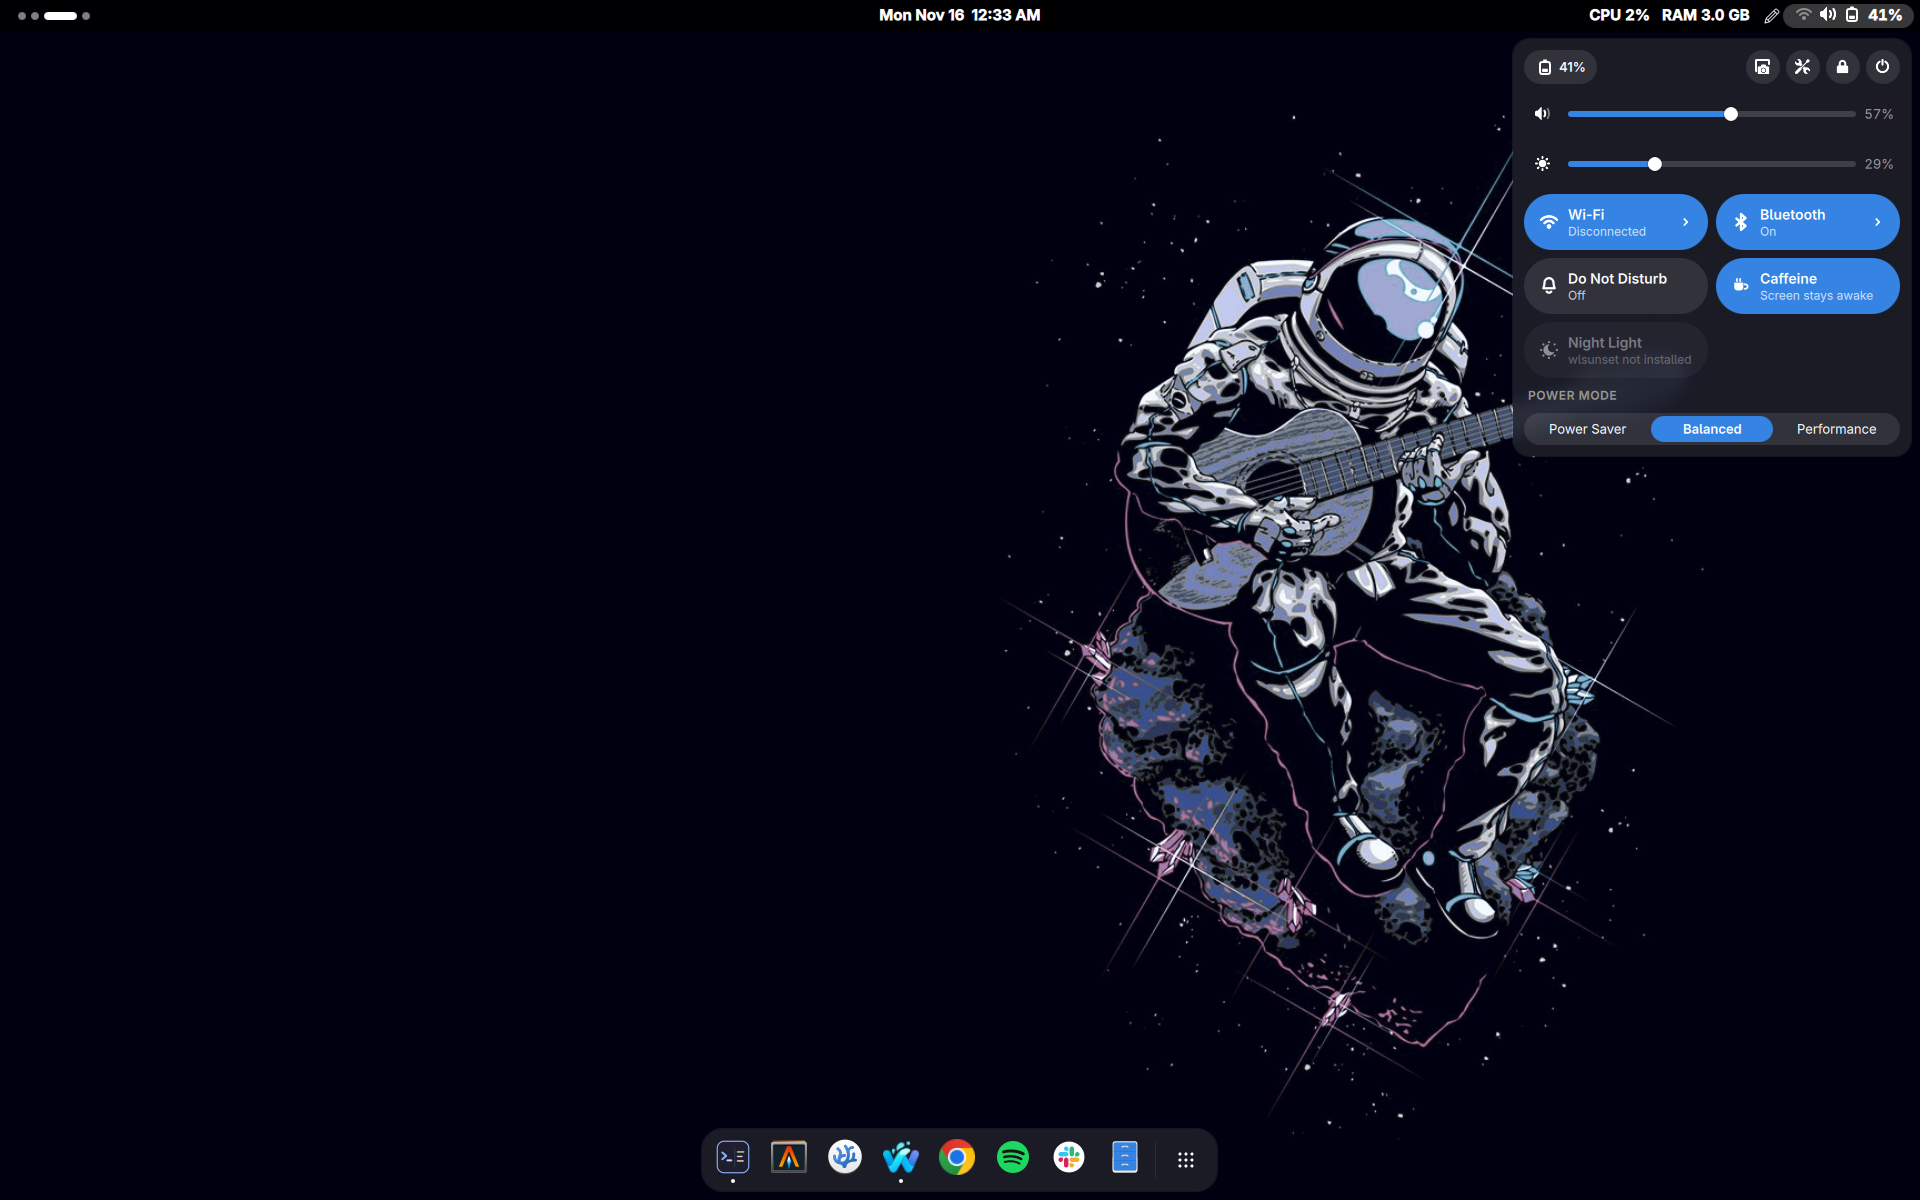 Mon Nov 16 12:33 AM
CPU 2% RAM 3.0 GB 41%
41%
57%
29%
Wi-Fi
Disconnected
Bluetooth
On
Do Not Disturb
Off
Caffeine
Screen stays awake
Night Light
wlsunset not installed
POWER MODE
Power Saver Balanced Performance